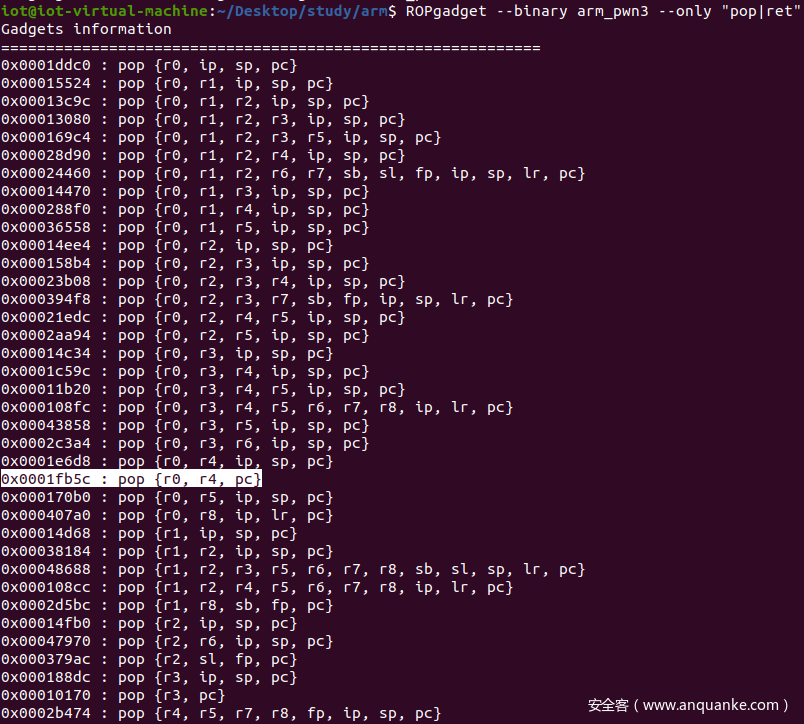 iot@iot-virtual-machine:~/Desktop/study/arm$ ROPgadget --binary arm_pwn3 --only "pop|ret"
Gadgets information
============================================================
0x0001ddc0 : pop {r0, ip, sp, pc}
0x00015524 : pop {r0, r1, ip, sp, pc}
0x00013c9c : pop {r0, r1, r2, ip, sp, pc}
0x00013080 : pop {r0, r1, r2, r3, ip, sp, pc}
0x000169c4 : pop {r0, r1, r2, r3, r5, ip, sp, pc}
0x00028d90 : pop {r0, r1, r2, r4, ip, sp, pc}
0x00024460 : pop {r0, r1, r2, r6, r7, sb, sl, fp, ip, sp, lr, pc}
0x00014470 : pop {r0, r1, r3, ip, sp, pc}
0x000288f0 : pop {r0, r1, r4, ip, sp, pc}
0x00036558 : pop {r0, r1, r5, ip, sp, pc}
0x00014ee4 : pop {r0, r2, ip, sp, pc}
0x000158b4 : pop {r0, r2, r3, ip, sp, pc}
0x00023b08 : pop {r0, r2, r3, r4, ip, sp, pc}
0x000394f8 : pop {r0, r2, r3, r7, sb, fp, ip, sp, lr, pc}
0x00021edc : pop {r0, r2, r4, r5, ip, sp, pc}
0x0002aa94 : pop {r0, r2, r5, ip, sp, pc}
0x00014c34 : pop {r0, r3, ip, sp, pc}
0x0001c59c : pop {r0, r3, r4, ip, sp, pc}
0x00011b20 : pop {r0, r3, r4, r5, ip, sp, pc}
0x000108fc : pop {r0, r3, r4, r5, r6, r7, r8, ip, lr, pc}
0x00043858 : pop {r0, r3, r5, ip, sp, pc}
0x0002c3a4 : pop {r0, r3, r6, ip, sp, pc}
0x0001e6d8 : pop {r0, r4, ip, sp, pc}
0x0001fb5c : pop {r0, r4, pc}
0x000170b0 : pop {r0, r5, ip, sp, pc}
0x000407a0 : pop {r0, r8, ip, lr, pc}
0x00014d68 : pop {r1, ip, sp, pc}
0x00038184 : pop {r1, r2, ip, sp, pc}
0x00048688 : pop {r1, r2, r3, r5, r6, r7, r8, sb, sl, sp, lr, pc}
0x000108cc : pop {r1, r2, r4, r5, r6, r7, r8, ip, lr, pc}
0x0002d5bc : pop {r1, r8, sb, fp, pc}
0x00014fb0 : pop {r2, ip, sp, pc}
0x00047970 : pop {r2, r6, ip, sp, pc}
0x000379ac : pop {r2, sl, fp, pc}
0x000188dc : pop {r3, ip, sp, pc}
0x00010170 : pop {r3, pc}
0x0002b474 : pop {r4, r5, r7, r8, fp, ip, sp, pc}
安全客（www.anquanke.com）